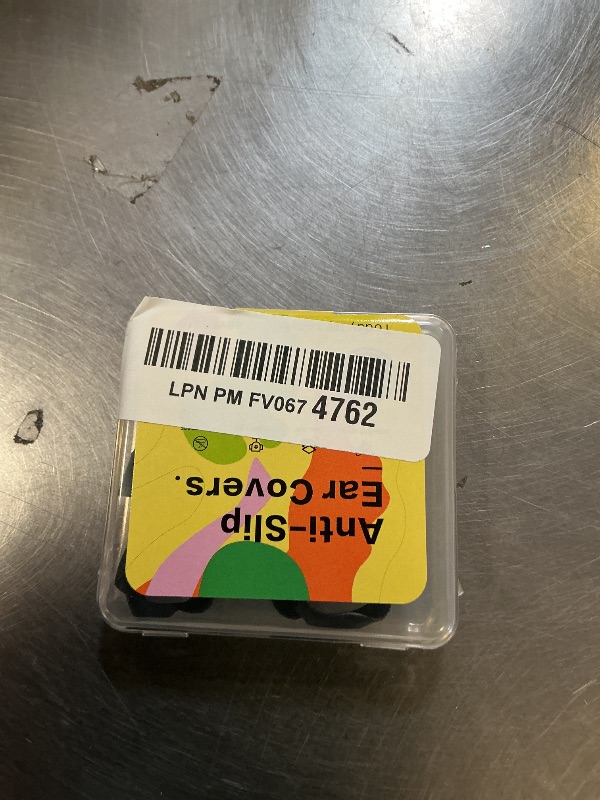 LPN PM FV067 4762
Anti-Slip
Ear Covers.